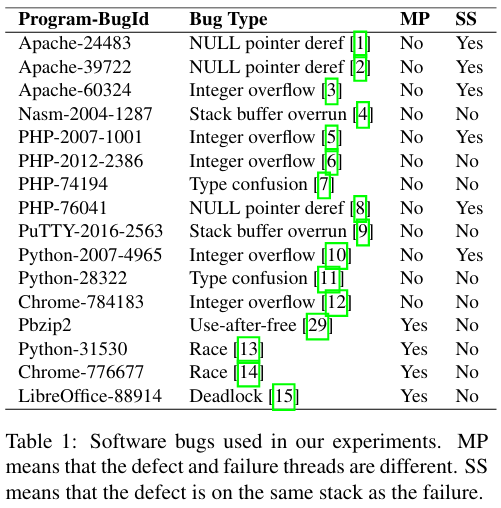 Program-BugId Bug Type MP SS
Apache-24483 NULL pointer deref [1] No Yes
Apache-39722 NULL pointer deref [2] No Yes
Apache-60324 Integer overflow [3] No Yes
Nasm-2004-1287 Stack buffer overrun [4] No No
PHP-2007-1001 Integer overflow [5] No Yes
PHP-2012-2386 Integer overflow [6] No No
PHP-74194 Type confusion [7] No No
PHP-76041 NULL pointer deref [8] No Yes
PuTTY-2016-2563 Stack buffer overrun [9] No No
Python-2007-4965 Integer overflow [10] No Yes
Python-28322 Type confusion [11] No No
Chrome-784183 Integer overflow [12] No No
Pbzip2 Use-after-free [29] Yes No
Python-31530 Race [13] Yes No
Chrome-776677 Race [14] Yes No
LibreOffice-88914 Deadlock [15] Yes No
Table 1: Software bugs used in our experiments. MP
means that the defect and failure threads are different. SS
means that the defect is on the same stack as the failure.